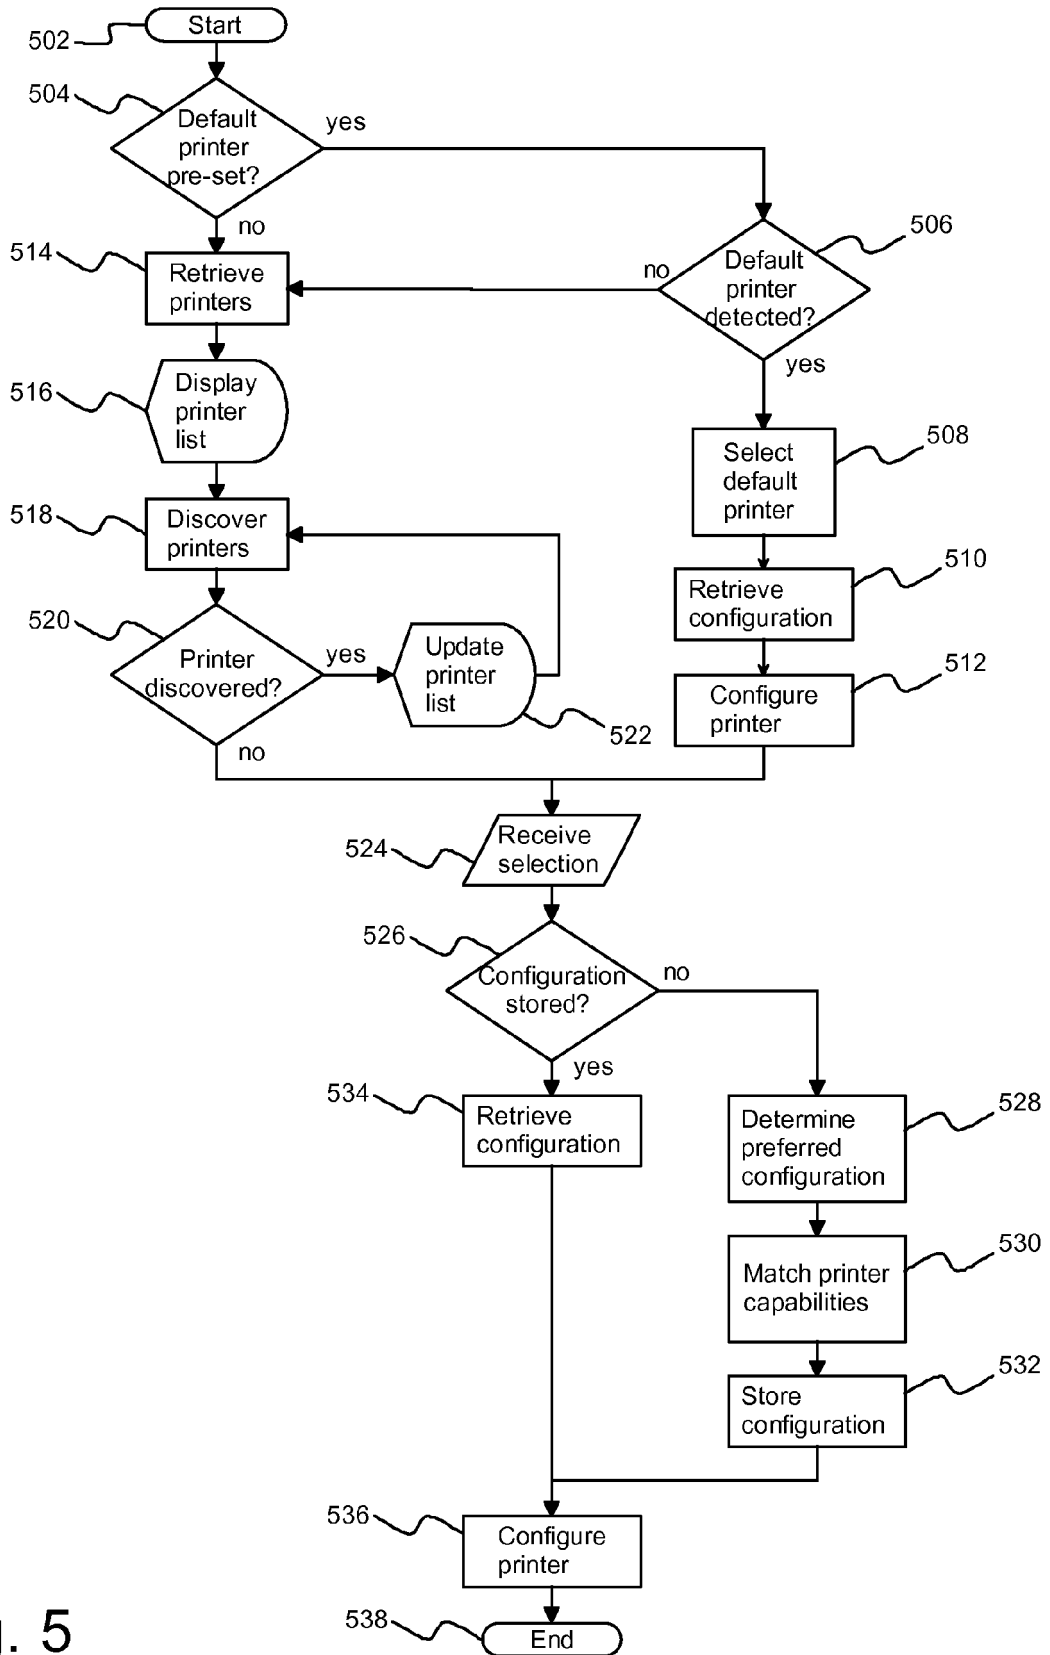 Start
502
504
Default
printer
pre-set?
yes
no
506
Default
printer
detected?
no
yes
514
Retrieve
printers
516
Display
printer
list
508
Select
default
printer
518
Discover
printers
510
Retrieve
configuration
520
Printer
discovered?
yes
no
Update
printer
list
522
512
Configure
printer
524
Receive
selection
526
Configuration
stored?
no
yes
534
Retrieve
configuration
528
Determine
preferred
configuration
530
Match printer
capabilities
532
Store
configuration
536
Configure
printer
538
End
. 5